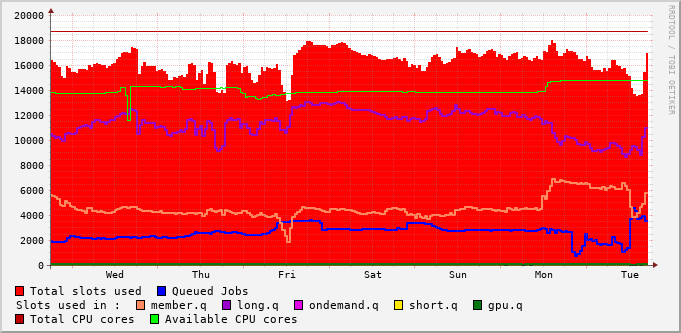 RRDTOOL / TOBI OETIKER
20000
18000
16000
14000
12000
10000
8000
6000
4000
2000
0
Wed Thu Fri Sat Sun Mon Tue
Total slots used Queued Jobs
Slots used in : member.q long.q ondemand.q short.q gpu.q
Total CPU cores Available CPU cores